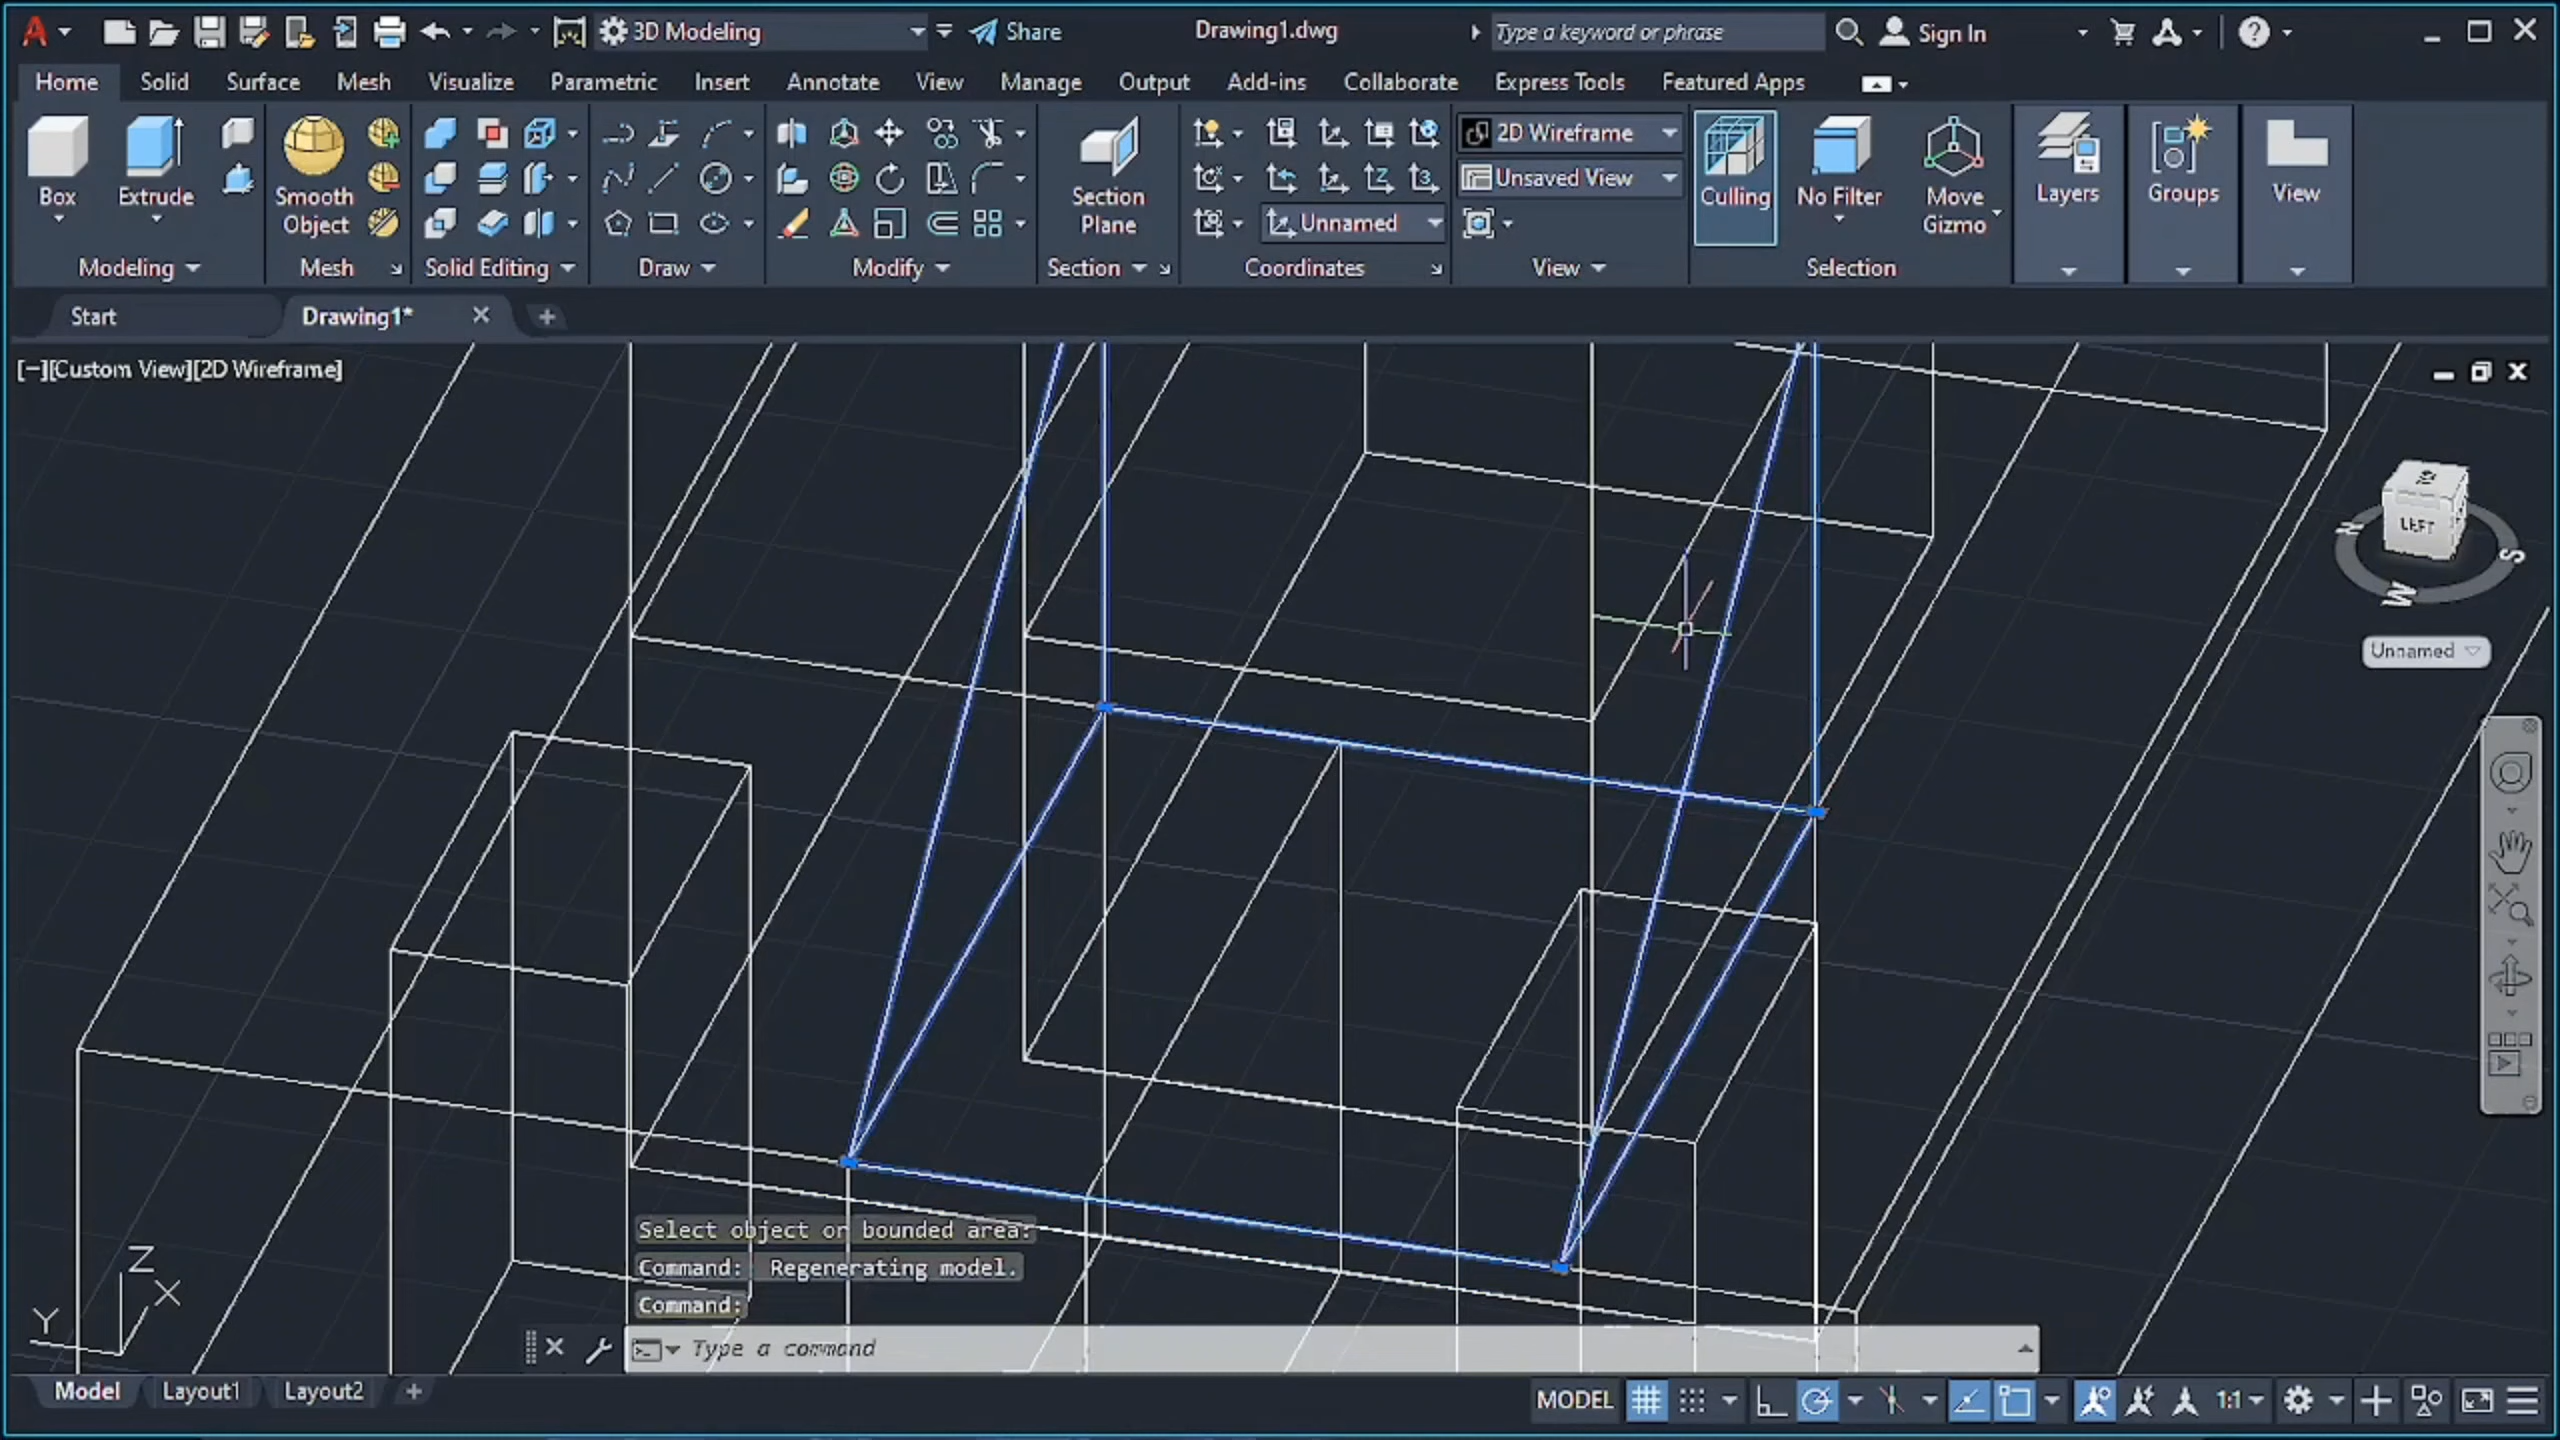 3D Modeling Share Drawing1.dwg Type a keyword or phrase Sign In
Home Solid Surface Mesh Visualize Parametric Insert Annotate View Manage Output Add-ins Collaborate Express Tools Featured Apps
2D Wireframe
Unsaved View
Box Extrude Smooth Object Section Plane Culling No Filter Move Gizmo Layers Groups View
Unnamed
Modeling Mesh Solid Editing Draw Modify Section Coordinates View Selection
Start Drawing1*
[−][Custom View][2D Wireframe]
LEFT
N
S
W
Unnamed
Select object or bounded area:
Command: Regenerating model.
Command:
Z
X
Y
Type a command
Model Layout1 Layout2 MODEL 1:1